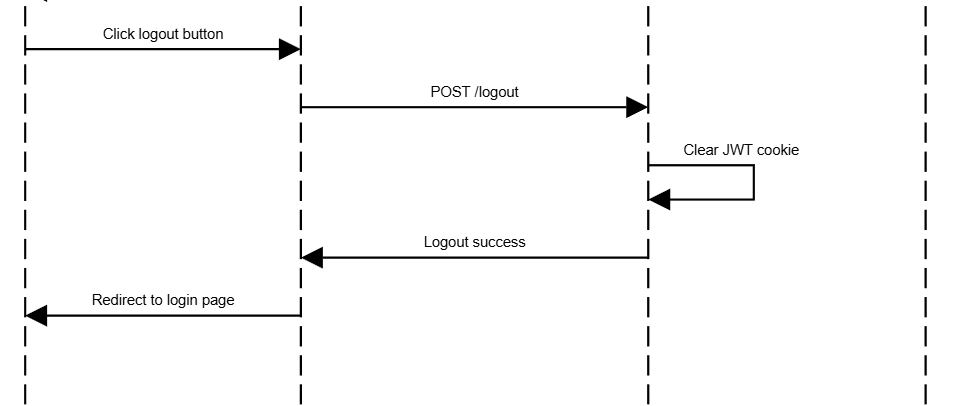 Click logout button
POST /logout
Clear JWT cookie
Logout success
Redirect to login page